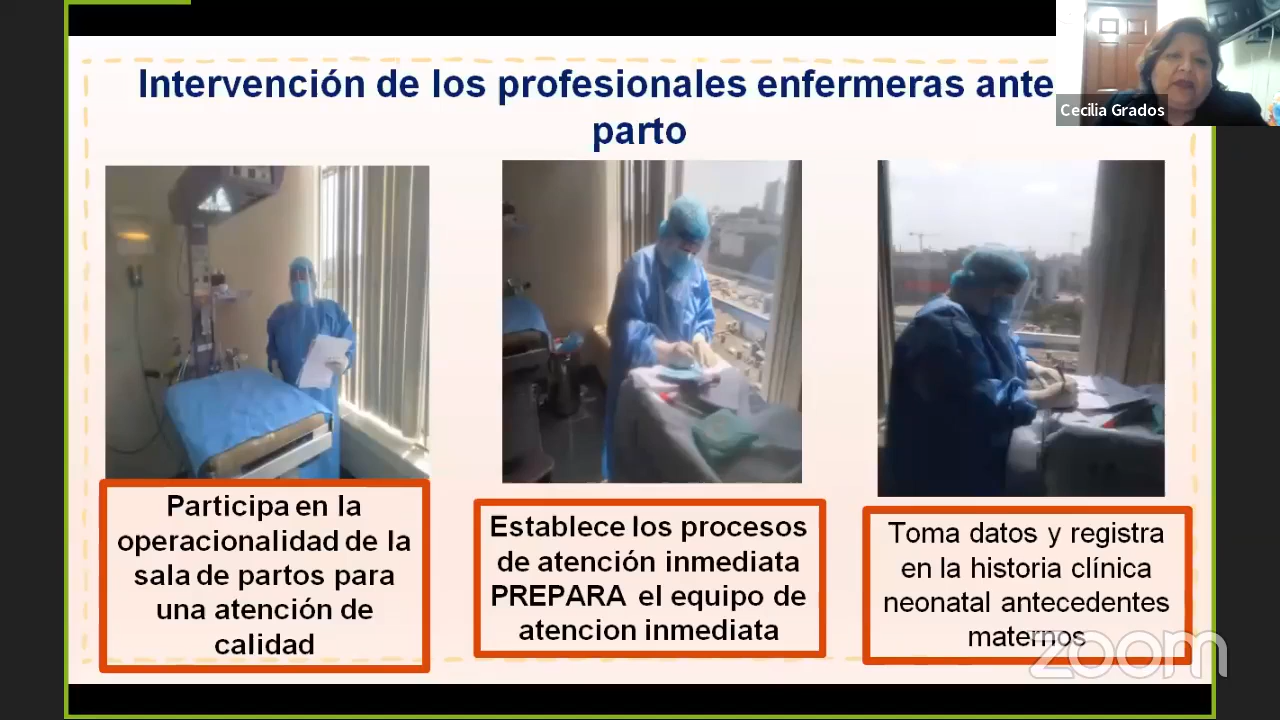 Intervención de los profesionales enfermeras ante
parto
Cecilia Grados
Participa en la
operacionalidad de la
sala de partos para
una atención de
calidad
Establece los procesos
de atención inmediata
PREPARA el equipo de
atencion inmediata
Toma datos y registra
en la historia clínica
neonatal antecedentes
maternos
zoom